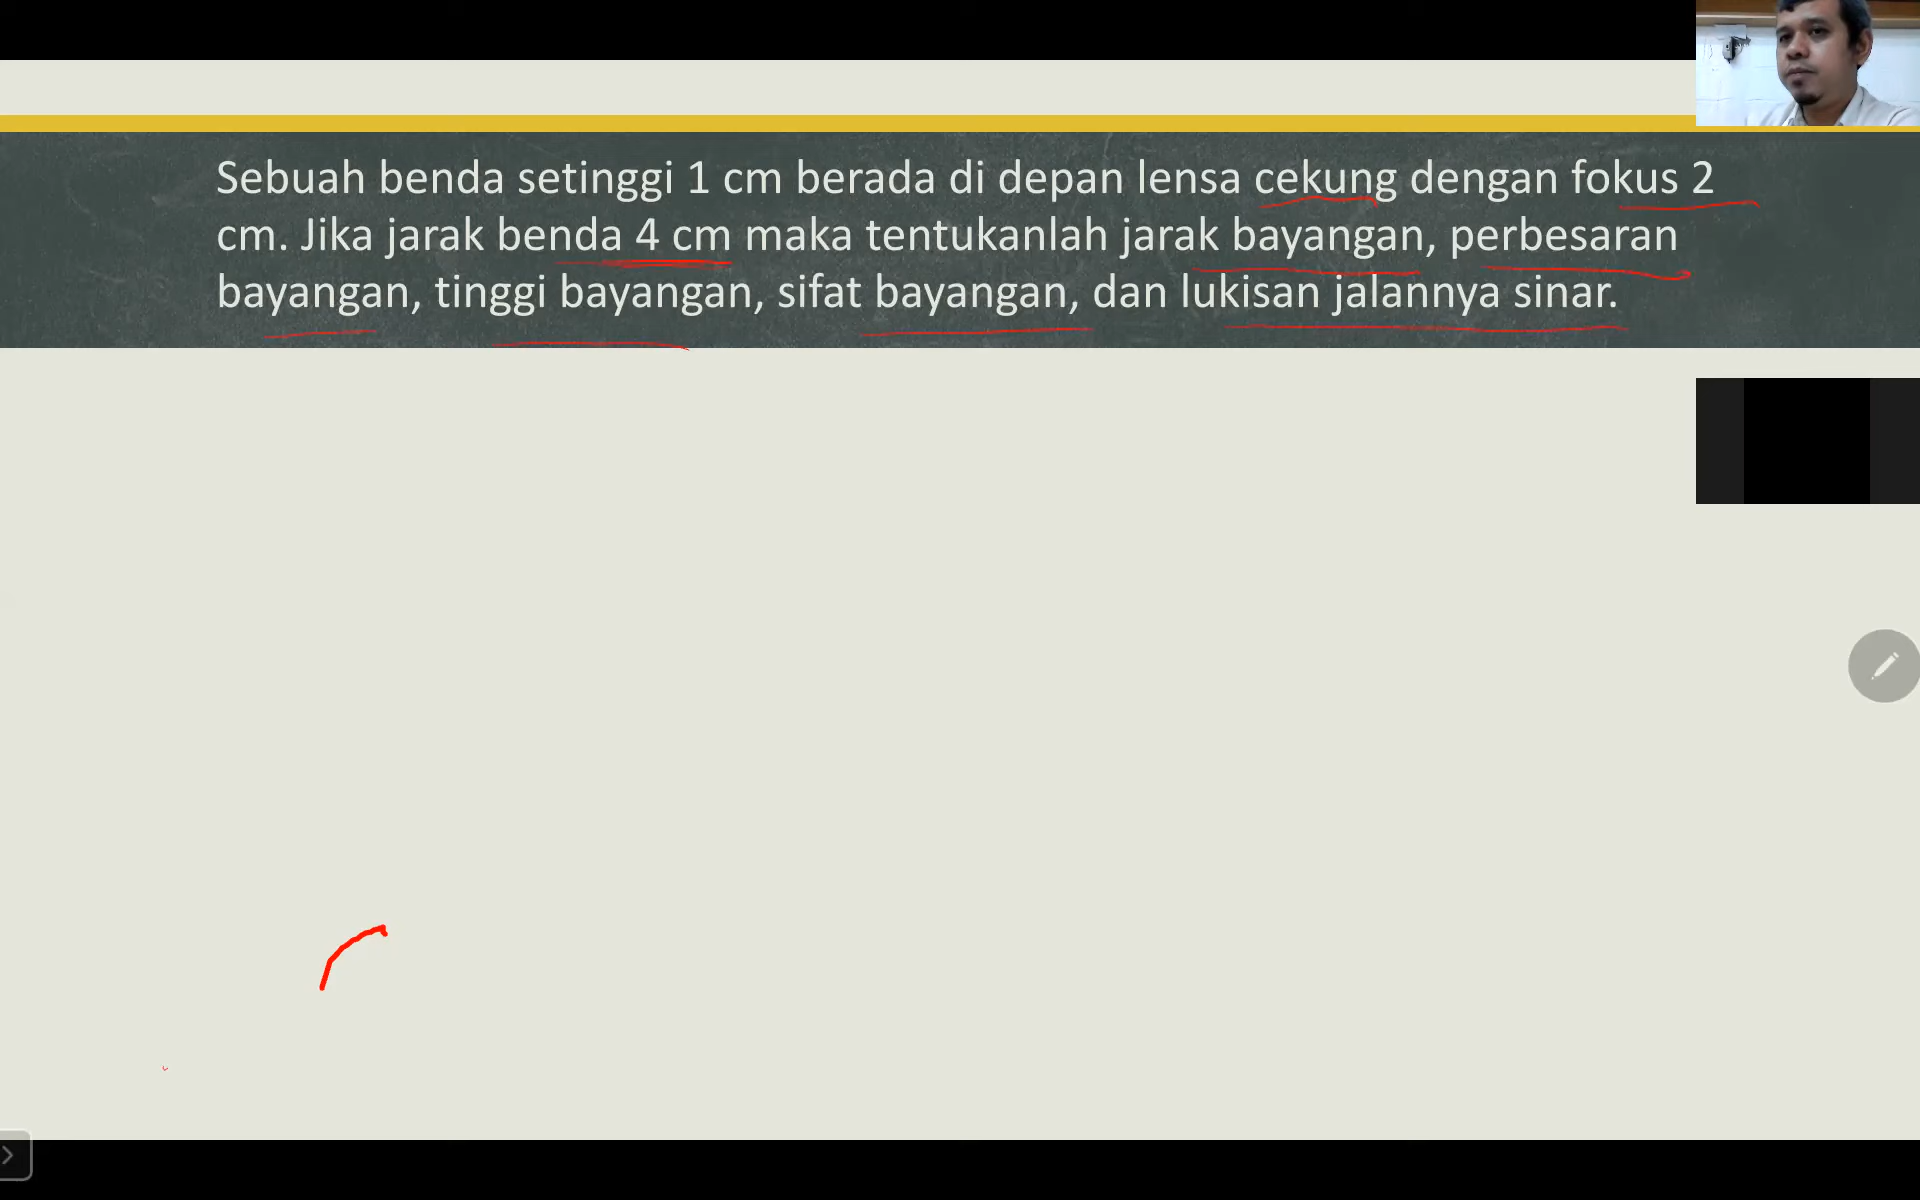 Sebuah benda setinggi 1 cm berada di depan lensa cekung dengan fokus 2
cm. Jika jarak benda 4 cm maka tentukanlah jarak bayangan, perbesaran
bayangan, tinggi bayangan, sifat bayangan, dan lukisan jalannya sinar.